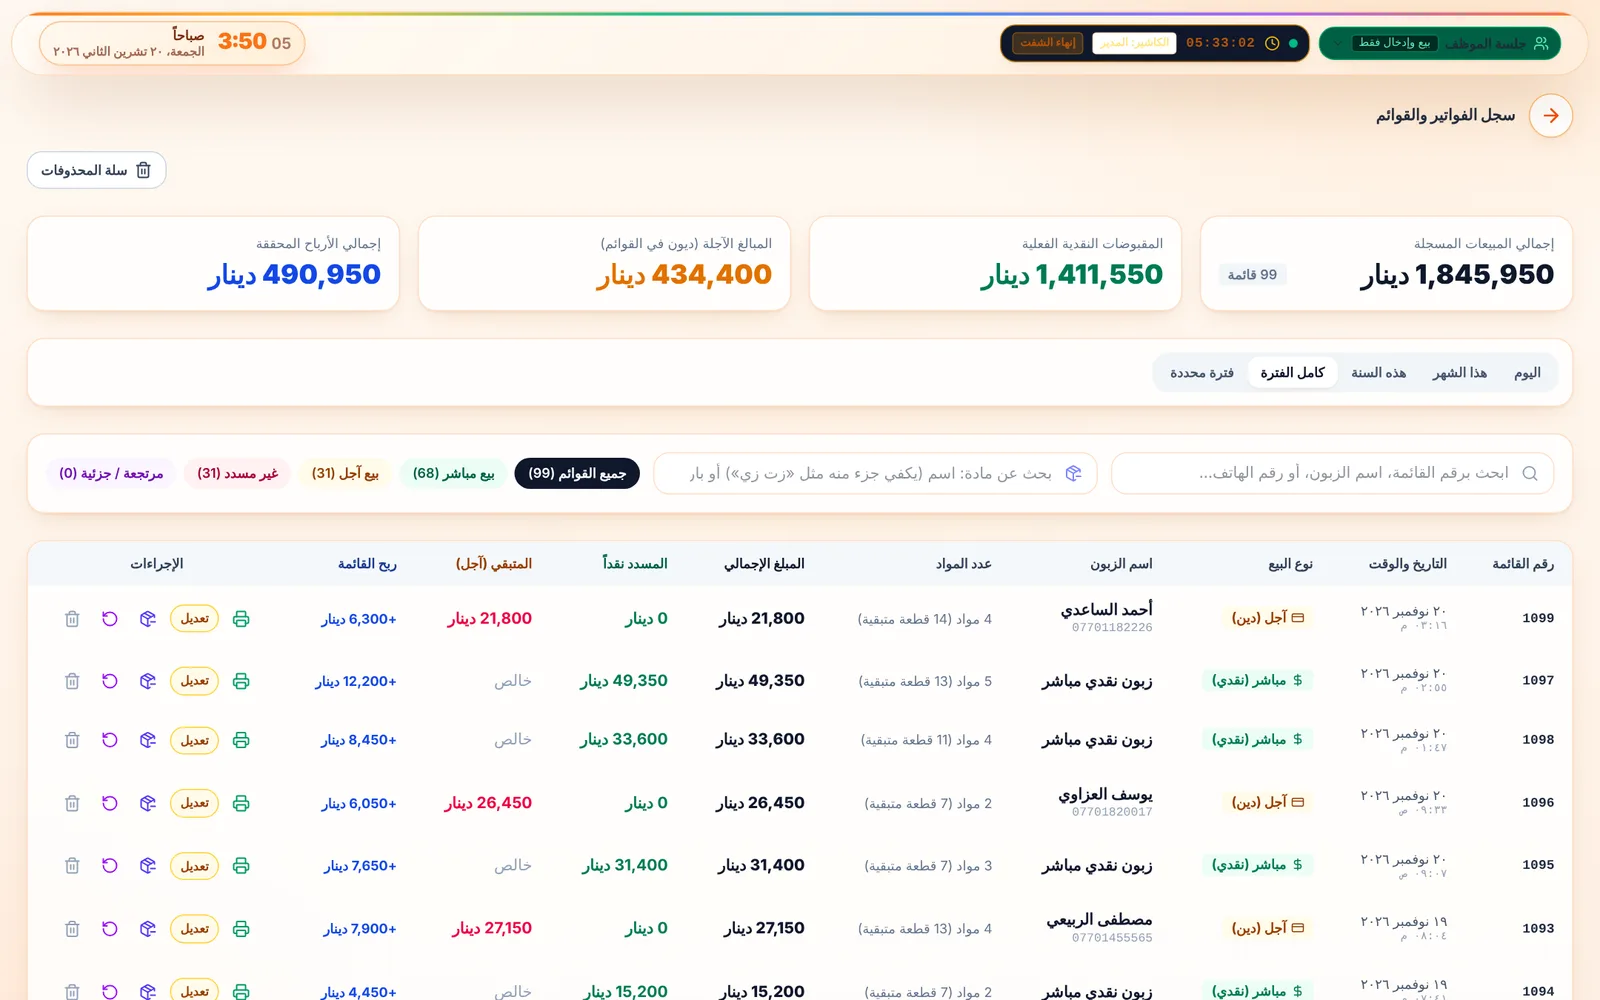 جلسة الموظف بيع وإدخال فقط
05:33:02 الكاشير: المدير إنهاء الشفت
3:50 05 صباحاً
الجمعة، ٢٠ تشرين الثاني ٢٠٢٦
سجل الفواتير والقوائم
سلة المحذوفات
إجمالي المبيعات المسجلة
1,845,950 دينار
99 قائمة
المقبوضات النقدية الفعلية
1,411,550 دينار
المبالغ الآجلة (ديون في القوائم)
434,400 دينار
إجمالي الأرباح المحققة
490,950 دينار
اليوم هذا الشهر هذه السنة كامل الفترة فترة محددة
ابحث برقم القائمة، اسم الزبون، أو رقم الهاتف...
بحث عن مادة: اسم (يكفي جزء منه مثل «زت زي») أو بار
جميع القوائم (99) بيع مباشر (68) بيع آجل (31) غير مسدد (31) مرتجعة / جزئية (0)
رقم القائمة التاريخ والوقت نوع البيع اسم الزبون عدد المواد المبلغ الإجمالي المسدد نقداً المتبقي (آجل) ربح القائمة الإجراءات
1099 ٢٠ نوفمبر ٢٠٢٦ ٠٣:١٦ م آجل (دين) أحمد الساعدي 07701182226 4 مواد (14 قطعة متبقية) 21,800 دينار 0 دينار 21,800 دينار +6,300 دينار تعديل
1097 ٢٠ نوفمبر ٢٠٢٦ ٠٢:٥٥ م مباشر (نقدي) زبون نقدي مباشر 5 مواد (13 قطعة متبقية) 49,350 دينار 49,350 دينار خالص +12,200 دينار تعديل
1098 ٢٠ نوفمبر ٢٠٢٦ ٠١:٤٧ م مباشر (نقدي) زبون نقدي مباشر 4 مواد (11 قطعة متبقية) 33,600 دينار 33,600 دينار خالص +8,450 دينار تعديل
1096 ٢٠ نوفمبر ٢٠٢٦ ٠٩:٣٣ ص آجل (دين) يوسف العزاوي 07701820017 2 مواد (7 قطعة متبقية) 26,450 دينار 0 دينار 26,450 دينار +6,050 دينار تعديل
1095 ٢٠ نوفمبر ٢٠٢٦ ٠٩:٠٧ ص مباشر (نقدي) زبون نقدي مباشر 3 مواد (7 قطعة متبقية) 31,400 دينار 31,400 دينار خالص +7,650 دينار تعديل
1093 ١٩ نوفمبر ٢٠٢٦ ٠٨:٠٤ م آجل (دين) مصطفى الربيعي 07701455565 4 مواد (13 قطعة متبقية) 27,150 دينار 0 دينار 27,150 دينار +7,900 دينار تعديل
1094 ١٩ نوفمبر ٢٠٢٦ مباشر (نقدي) زبون نقدي مباشر 2 مواد (7 قطعة متبقية) 15,200 دينار 15,200 دينار خالص +4,450 دينار تعديل